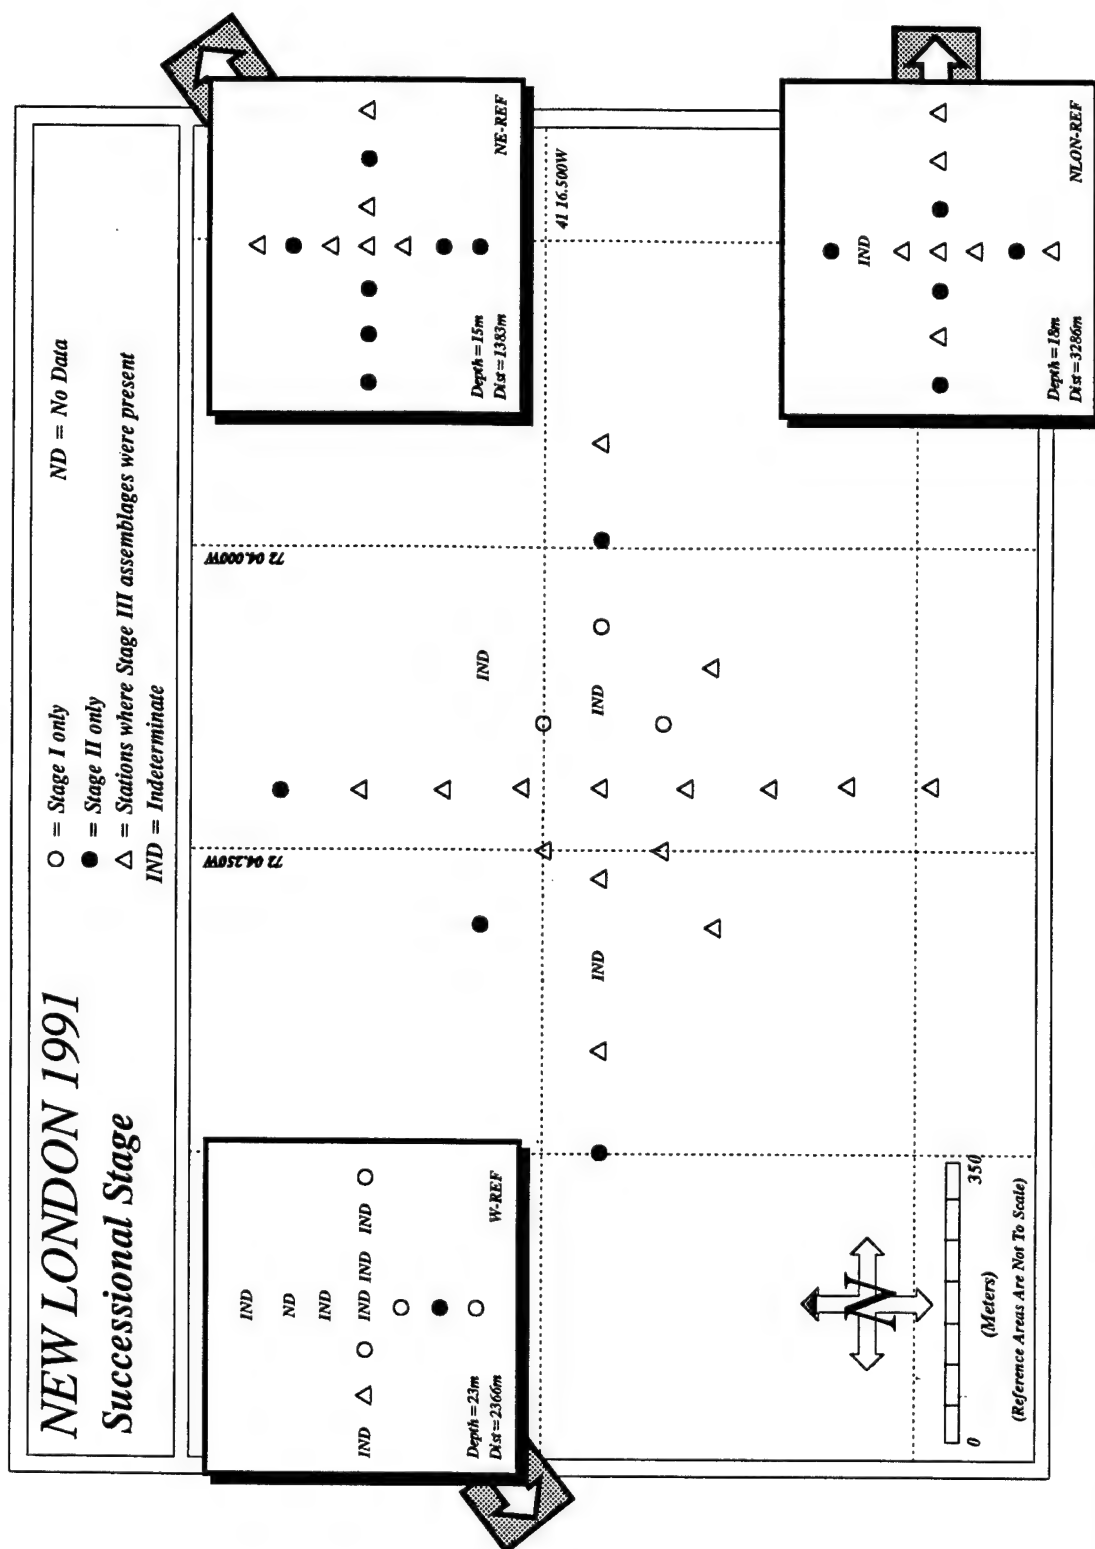 NEW LONDON 1991
Successional Stage
○ = Stage I only
● = Stage II only
△ = Stations where Stage III assemblages were present
IND = Indeterminate
ND = No Data
IND
ND
IND
IND △ ○ IND IND IND ○
W-REF
Depth=23m
Dist=2366m
72 04.250W
72 04.000W
NE-REF
Depth=15m
Dist=1383m
41 16.500W
IND
IND
IND
IND
NLON-REF
Depth=18m
Dist=3286m
N
0
350
(Meters)
(Reference Areas Are Not To Scale)